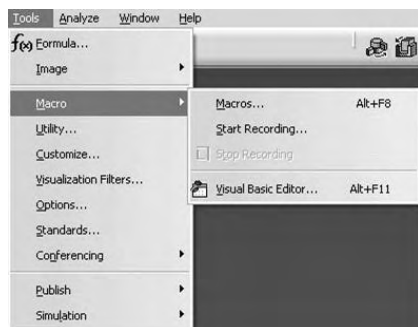 Tools Analyze Window Help
f(x) Formula...
Image
Macro
Utility...
Customize...
Visualization Filters...
Options...
Standards...
Conferencing
Publish
Simulation
Macros... Alt+F8
Start Recording...
Stop Recording
Visual Basic Editor... Alt+F11